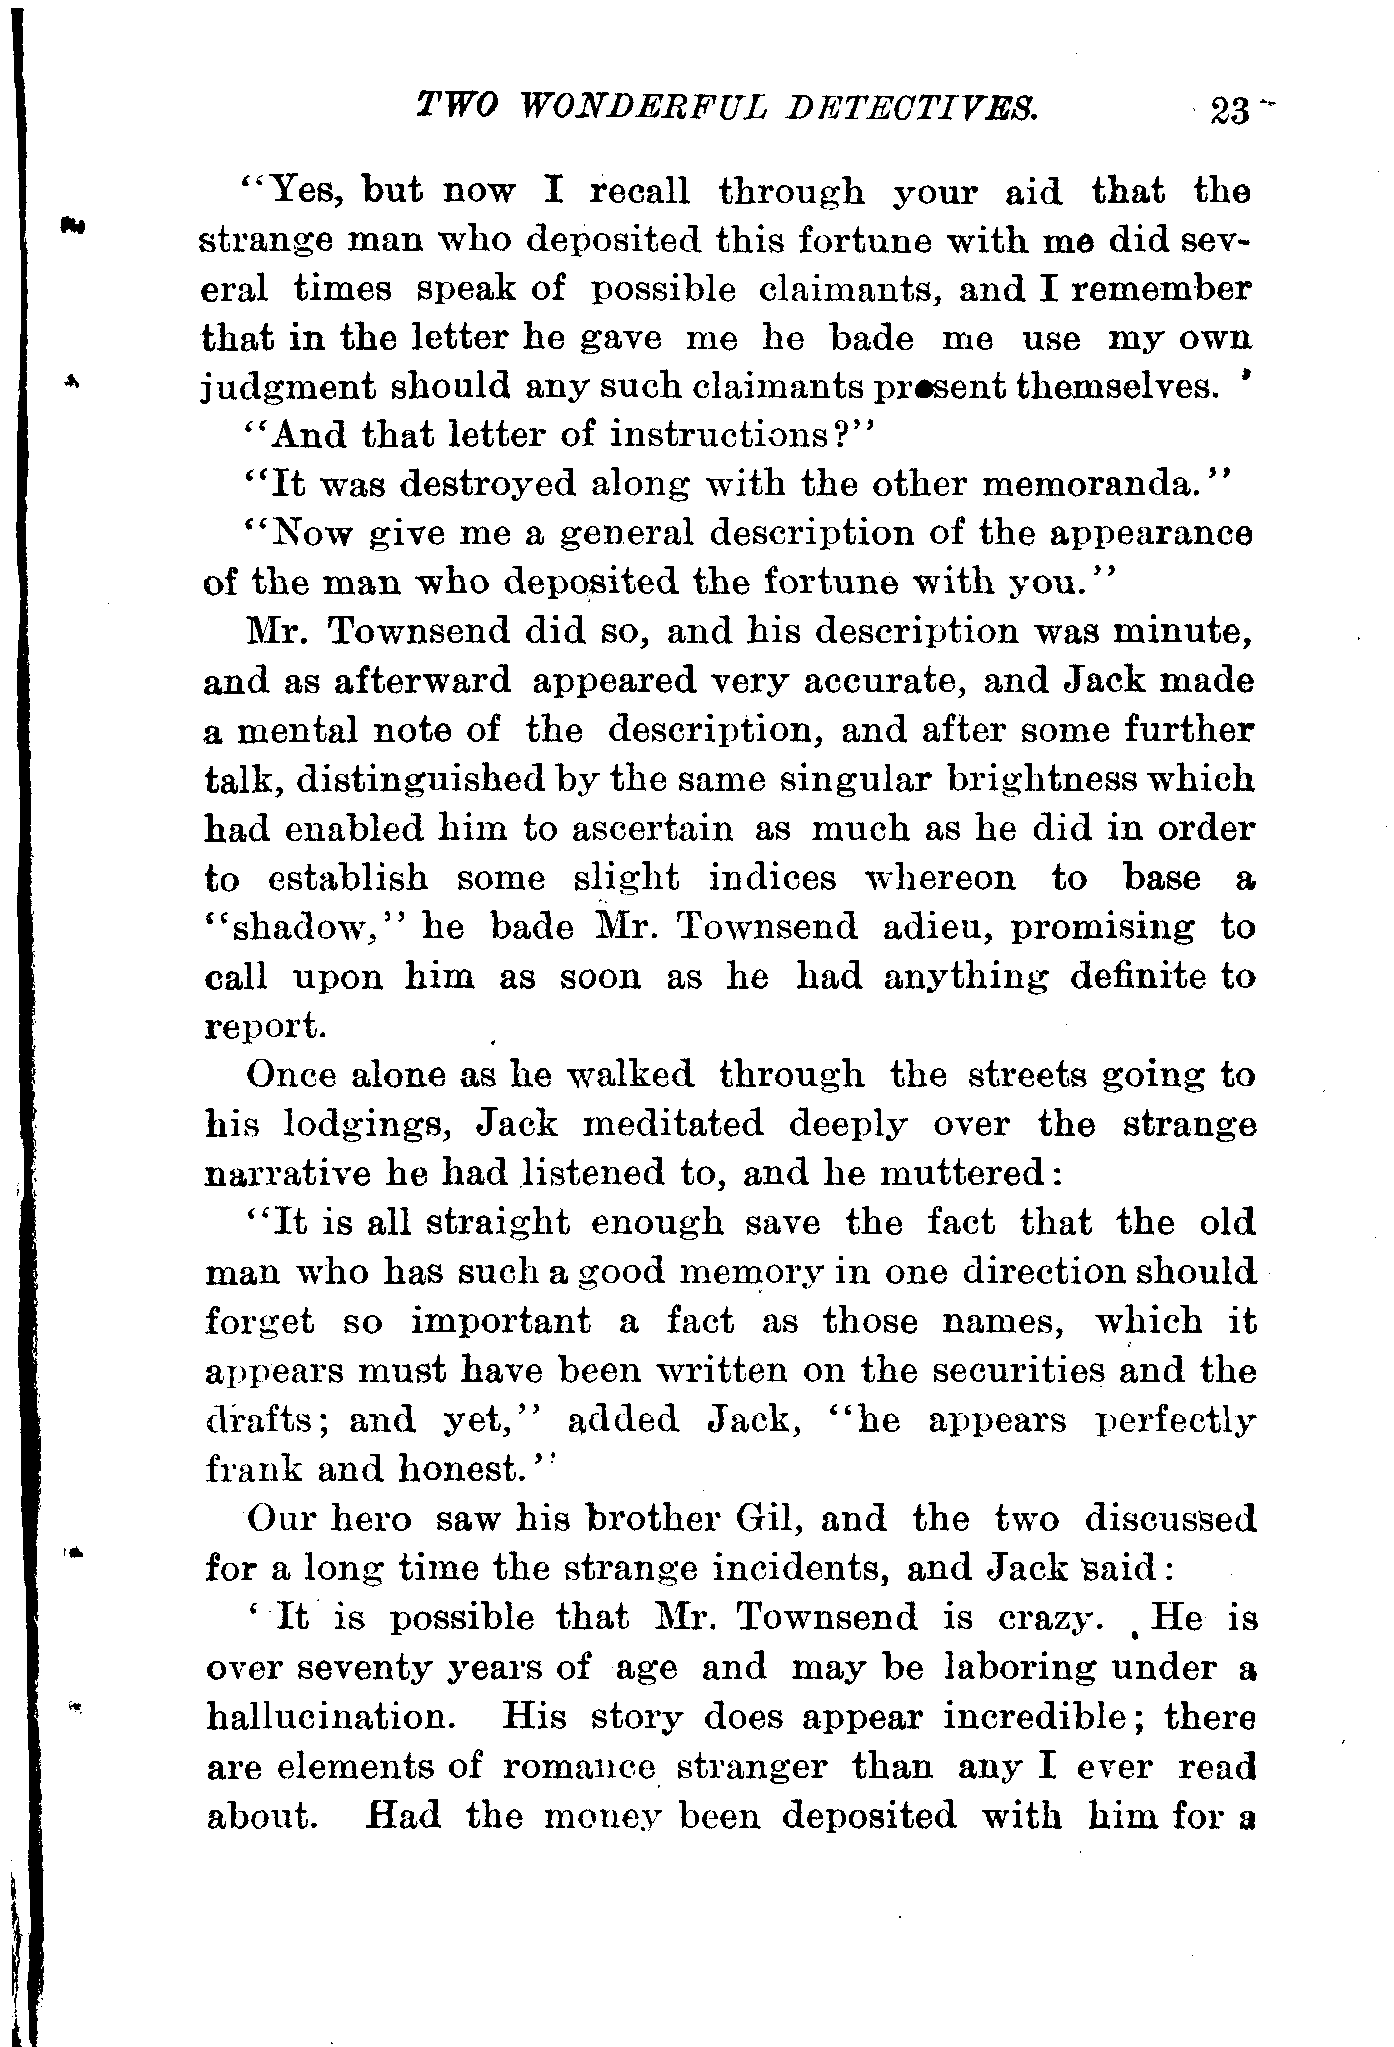 TWO WONDERFUL DETECTIVES. 23
"Yes, but now I recall through your aid that the
strange man who deposited this fortune with me did sev-
eral times speak of possible claimants, and I remember
that in the letter he gave me he bade me use my own
judgment should any such claimants present themselves. '
"And that letter of instructions?"
"It was destroyed along with the other memoranda."
"Now give me a general description of the appearance
of the man who deposited the fortune with you."
Mr. Townsend did so, and his description was minute,
and as afterward appeared very accurate, and Jack made
a mental note of the description, and after some further
talk, distinguished by the same singular brightness which
had enabled him to ascertain as much as he did in order
to establish some slight indices whereon to base a
"shadow," he bade Mr. Townsend adieu, promising to
call upon him as soon as he had anything definite to
report.
Once alone as he walked through the streets going to
his lodgings, Jack meditated deeply over the strange
narrative he had listened to, and he muttered:
"It is all straight enough save the fact that the old
man who has such a good memory in one direction should
forget so important a fact as those names, which it
appears must have been written on the securities and the
drafts; and yet," added Jack, "he appears perfectly
frank and honest."
Our hero saw his brother Gil, and the two discussed
for a long time the strange incidents, and Jack said:
' It is possible that Mr. Townsend is crazy. He is
over seventy years of age and may be laboring under a
hallucination. His story does appear incredible; there
are elements of romance stranger than any I ever read
about. Had the money been deposited with him for a